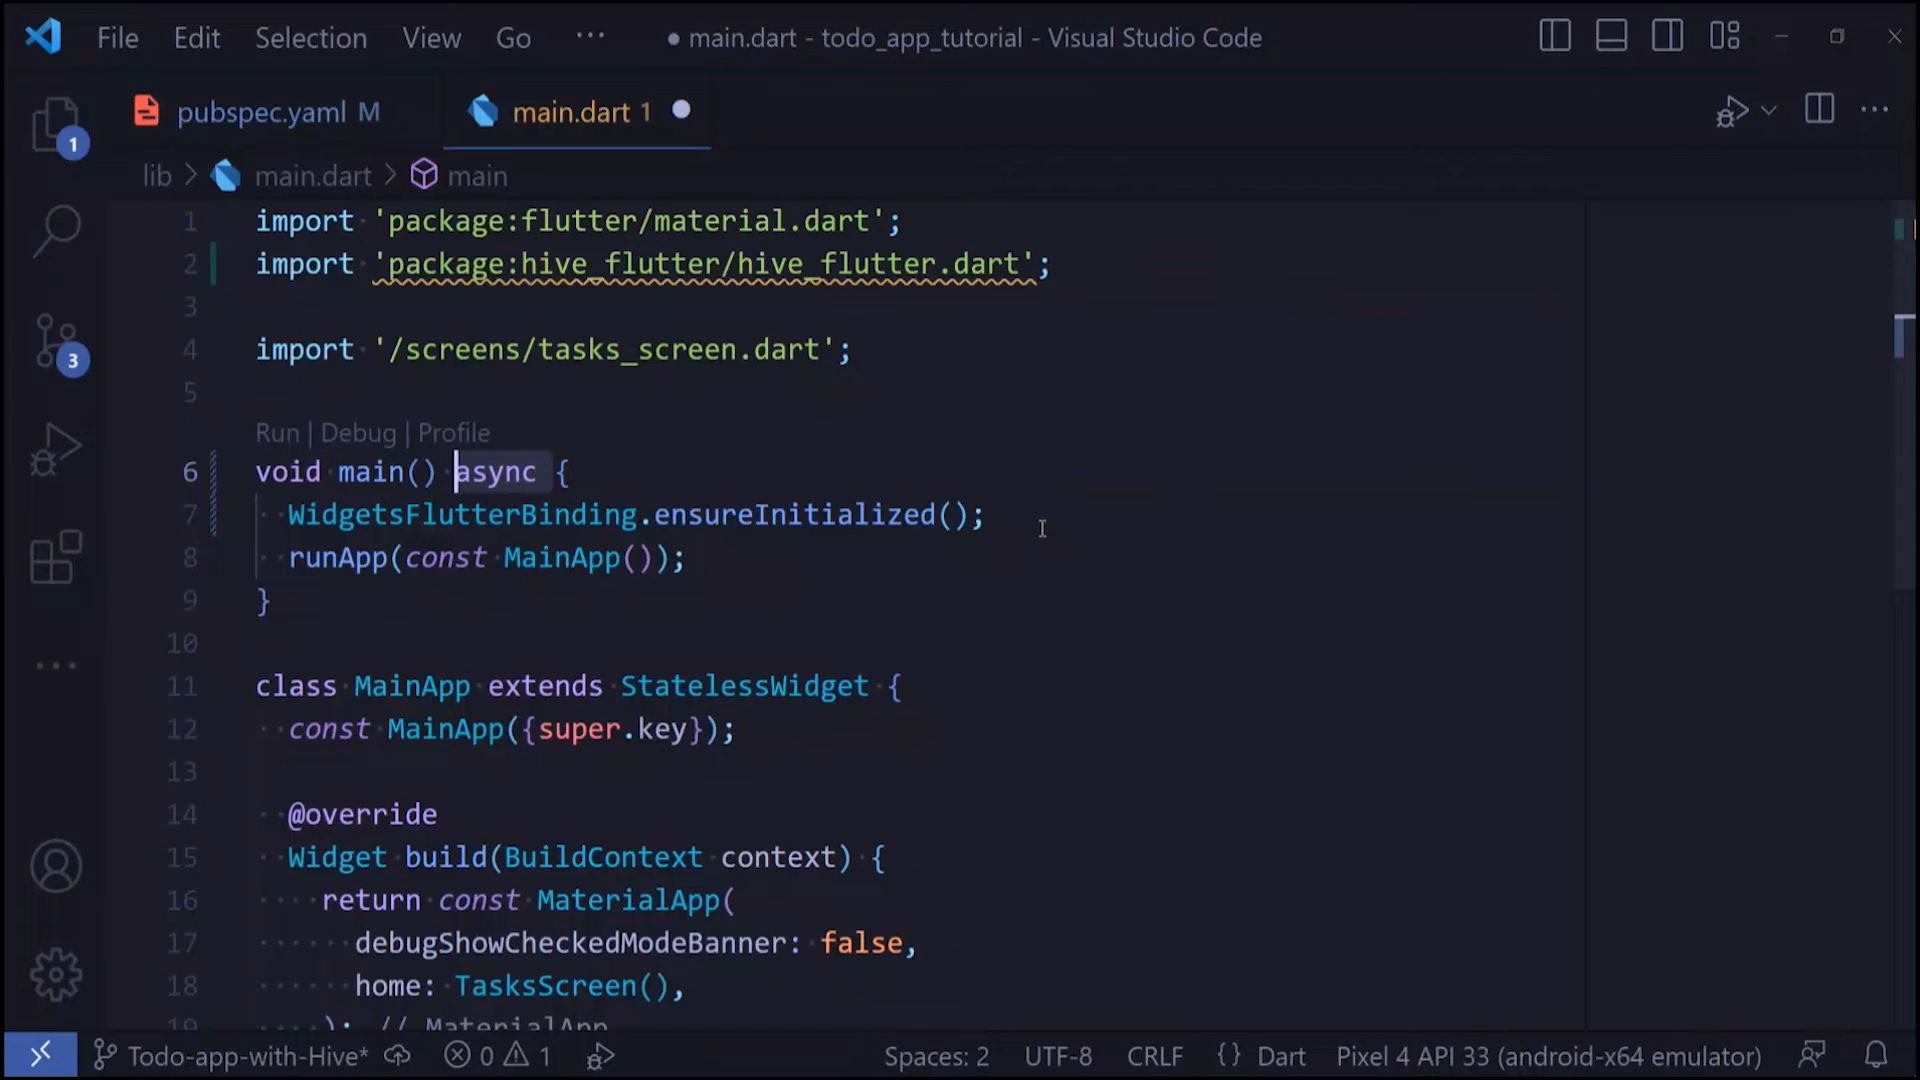 File Edit Selection View Go ··· ● main.dart - todo_app_tutorial - Visual Studio Code
pubspec.yaml M main.dart 1 ●
lib > main.dart > main
1 import 'package:flutter/material.dart';
2 import 'package:hive_flutter/hive_flutter.dart';
3
4 import '/screens/tasks_screen.dart';
5
Run | Debug | Profile
6 void main() async {
7 WidgetsFlutterBinding.ensureInitialized();
8 runApp(const MainApp());
9 }
10
11 class MainApp extends StatelessWidget {
12 const MainApp({super.key});
13
14 @override
15 Widget build(BuildContext context) {
16 return const MaterialApp(
17 debugShowCheckedModeBanner: false,
18 home: TasksScreen(),
19 ); // MaterialApp
1
3
Todo-app-with-Hive* 0 1 Spaces: 2 UTF-8 CRLF {} Dart Pixel 4 API 33 (android-x64 emulator)